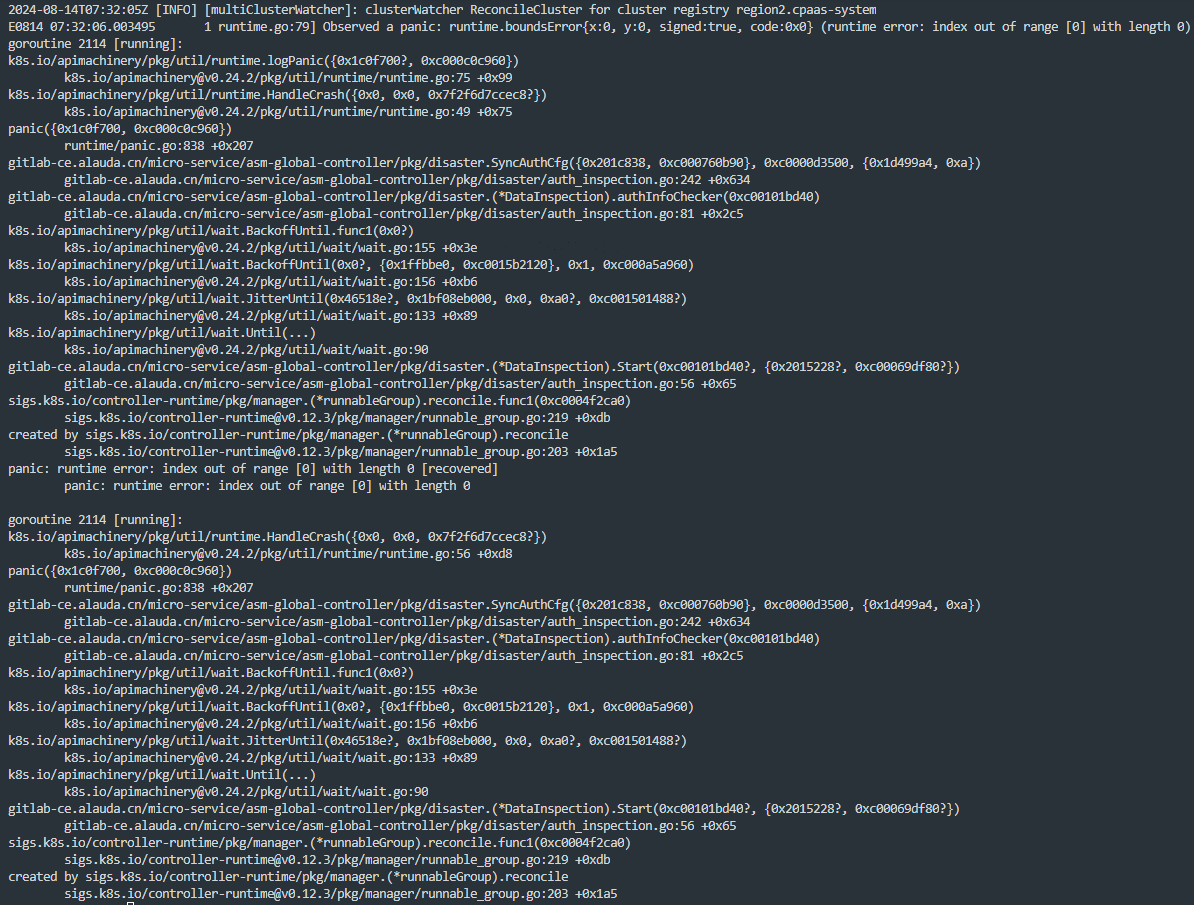 2024-08-14T07:32:05Z [INFO] [multiClusterWatcher]: clusterWatcher ReconcileCluster for cluster registry region2.cpaas-system
E0814 07:32:06.003495       1 runtime.go:79] Observed a panic: runtime.boundsError{x:0, y:0, signed:true, code:0x0} (runtime error: index out of range [0] with length 0)
goroutine 2114 [running]:
k8s.io/apimachinery/pkg/util/runtime.logPanic({0x1c0f700?, 0xc000c0c960})
        k8s.io/apimachinery@v0.24.2/pkg/util/runtime/runtime.go:75 +0x99
k8s.io/apimachinery/pkg/util/runtime.HandleCrash({0x0, 0x0, 0x7f2f6d7ccec8?})
        k8s.io/apimachinery@v0.24.2/pkg/util/runtime/runtime.go:49 +0x75
panic({0x1c0f700, 0xc000c0c960})
        runtime/panic.go:838 +0x207
gitlab-ce.alauda.cn/micro-service/asm-global-controller/pkg/disaster.SyncAuthCfg({0x201c838, 0xc000760b90}, 0xc0000d3500, {0x1d499a4, 0xa})
        gitlab-ce.alauda.cn/micro-service/asm-global-controller/pkg/disaster/auth_inspection.go:242 +0x634
gitlab-ce.alauda.cn/micro-service/asm-global-controller/pkg/disaster.(*DataInspection).authInfoChecker(0xc00101bd40)
        gitlab-ce.alauda.cn/micro-service/asm-global-controller/pkg/disaster/auth_inspection.go:81 +0x2c5
k8s.io/apimachinery/pkg/util/wait.BackoffUntil.func1(0x0?)
        k8s.io/apimachinery@v0.24.2/pkg/util/wait/wait.go:155 +0x3e
k8s.io/apimachinery/pkg/util/wait.BackoffUntil(0x0?, {0x1ffbbe0, 0xc0015b2120}, 0x1, 0xc000a5a960)
        k8s.io/apimachinery@v0.24.2/pkg/util/wait/wait.go:156 +0xb6
k8s.io/apimachinery/pkg/util/wait.JitterUntil(0x46518e?, 0x1bf08eb000, 0x0, 0xa0?, 0xc001501488?)
        k8s.io/apimachinery@v0.24.2/pkg/util/wait/wait.go:133 +0x89
k8s.io/apimachinery/pkg/util/wait.Until(...)
        k8s.io/apimachinery@v0.24.2/pkg/util/wait/wait.go:90
gitlab-ce.alauda.cn/micro-service/asm-global-controller/pkg/disaster.(*DataInspection).Start(0xc00101bd40?, {0x2015228?, 0xc00069df80?})
        gitlab-ce.alauda.cn/micro-service/asm-global-controller/pkg/disaster/auth_inspection.go:56 +0x65
sigs.k8s.io/controller-runtime/pkg/manager.(*runnableGroup).reconcile.func1(0xc0004f2ca0)
        sigs.k8s.io/controller-runtime@v0.12.3/pkg/manager/runnable_group.go:219 +0xdb
created by sigs.k8s.io/controller-runtime/pkg/manager.(*runnableGroup).reconcile
        sigs.k8s.io/controller-runtime@v0.12.3/pkg/manager/runnable_group.go:203 +0x1a5
panic: runtime error: index out of range [0] with length 0 [recovered]
        panic: runtime error: index out of range [0] with length 0

goroutine 2114 [running]:
k8s.io/apimachinery/pkg/util/runtime.HandleCrash({0x0, 0x0, 0x7f2f6d7ccec8?})
        k8s.io/apimachinery@v0.24.2/pkg/util/runtime/runtime.go:56 +0xd8
panic({0x1c0f700, 0xc000c0c960})
        runtime/panic.go:838 +0x207
gitlab-ce.alauda.cn/micro-service/asm-global-controller/pkg/disaster.SyncAuthCfg({0x201c838, 0xc000760b90}, 0xc0000d3500, {0x1d499a4, 0xa})
        gitlab-ce.alauda.cn/micro-service/asm-global-controller/pkg/disaster/auth_inspection.go:242 +0x634
gitlab-ce.alauda.cn/micro-service/asm-global-controller/pkg/disaster.(*DataInspection).authInfoChecker(0xc00101bd40)
        gitlab-ce.alauda.cn/micro-service/asm-global-controller/pkg/disaster/auth_inspection.go:81 +0x2c5
k8s.io/apimachinery/pkg/util/wait.BackoffUntil.func1(0x0?)
        k8s.io/apimachinery@v0.24.2/pkg/util/wait/wait.go:155 +0x3e
k8s.io/apimachinery/pkg/util/wait.BackoffUntil(0x0?, {0x1ffbbe0, 0xc0015b2120}, 0x1, 0xc000a5a960)
        k8s.io/apimachinery@v0.24.2/pkg/util/wait/wait.go:156 +0xb6
k8s.io/apimachinery/pkg/util/wait.JitterUntil(0x46518e?, 0x1bf08eb000, 0x0, 0xa0?, 0xc001501488?)
        k8s.io/apimachinery@v0.24.2/pkg/util/wait/wait.go:133 +0x89
k8s.io/apimachinery/pkg/util/wait.Until(...)
        k8s.io/apimachinery@v0.24.2/pkg/util/wait/wait.go:90
gitlab-ce.alauda.cn/micro-service/asm-global-controller/pkg/disaster.(*DataInspection).Start(0xc00101bd40?, {0x2015228?, 0xc00069df80?})
        gitlab-ce.alauda.cn/micro-service/asm-global-controller/pkg/disaster/auth_inspection.go:56 +0x65
sigs.k8s.io/controller-runtime/pkg/manager.(*runnableGroup).reconcile.func1(0xc0004f2ca0)
        sigs.k8s.io/controller-runtime@v0.12.3/pkg/manager/runnable_group.go:219 +0xdb
created by sigs.k8s.io/controller-runtime/pkg/manager.(*runnableGroup).reconcile
        sigs.k8s.io/controller-runtime@v0.12.3/pkg/manager/runnable_group.go:203 +0x1a5